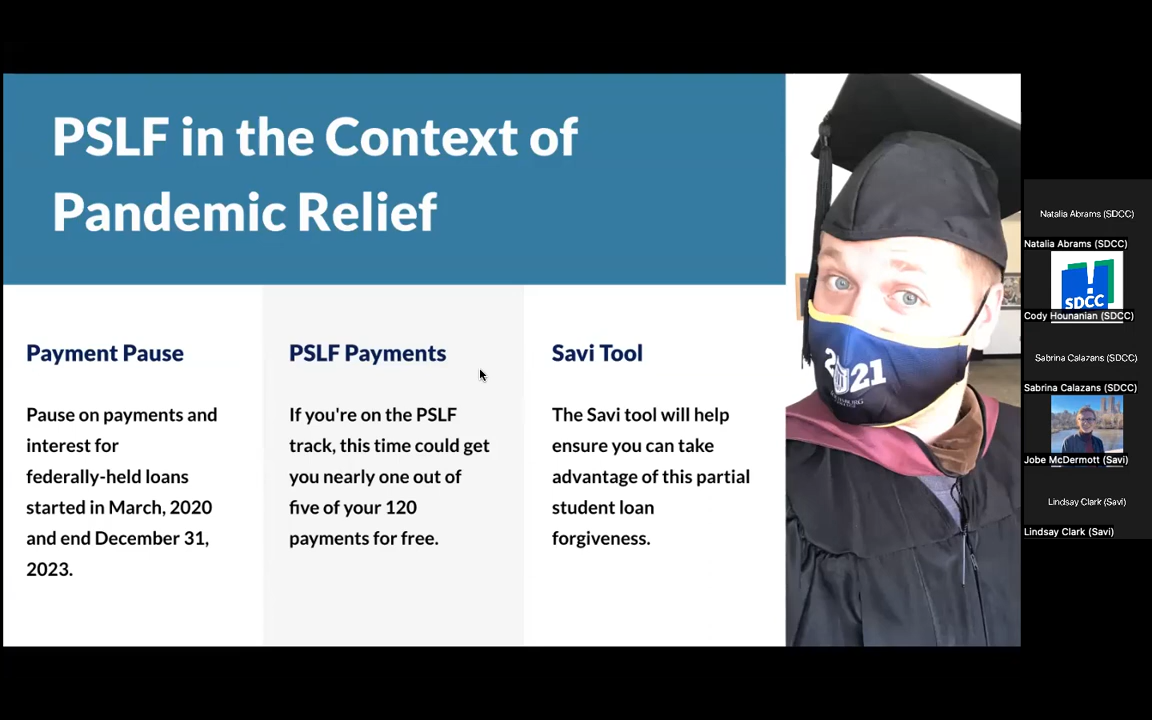 PSLF in the Context of
Pandemic Relief
Payment Pause
Pause on payments and
interest for
federally-held loans
started in March, 2020
and end December 31,
2023.
PSLF Payments
If you're on the PSLF
track, this time could get
you nearly one out of
five of your 120
payments for free.
Savi Tool
The Savi tool will help
ensure you can take
advantage of this partial
student loan
forgiveness.
2021
Natalia Abrams (SDCC)
Natalia Abrams (SDCC)
SDCC
Cody Hounanian (SDCC)
Sabrina Calazans (SDCC)
Sabrina Calazans (SDCC)
Jobe McDermott (Savi)
Lindsay Clark (Savi)
Lindsay Clark (Savi)